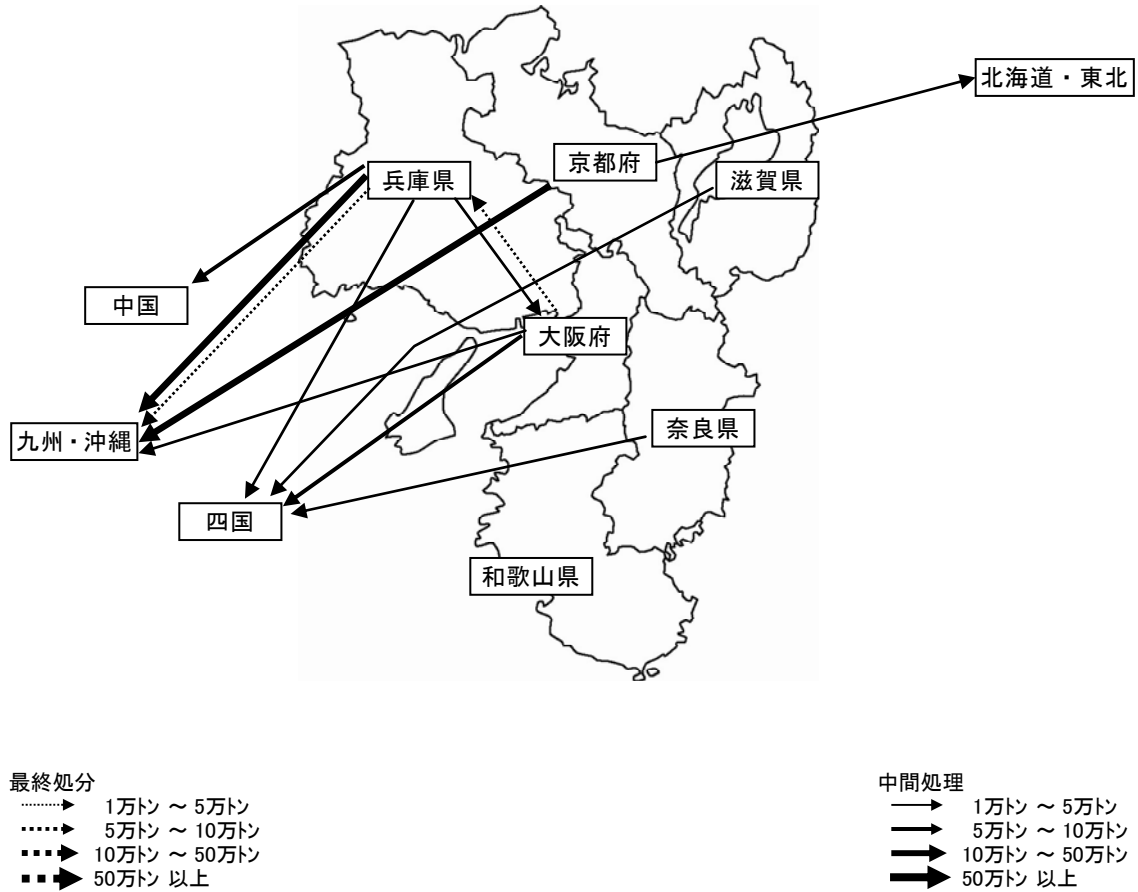 北海道・東北
京都府
兵庫県
滋賀県
中国
大阪府
奈良県
九州・沖縄
四国
和歌山県
最終処分
1万トン ～ 5万トン
5万トン ～ 10万トン
10万トン ～ 50万トン
50万トン 以上
中間処理
1万トン ～ 5万トン
5万トン ～ 10万トン
10万トン ～ 50万トン
50万トン 以上